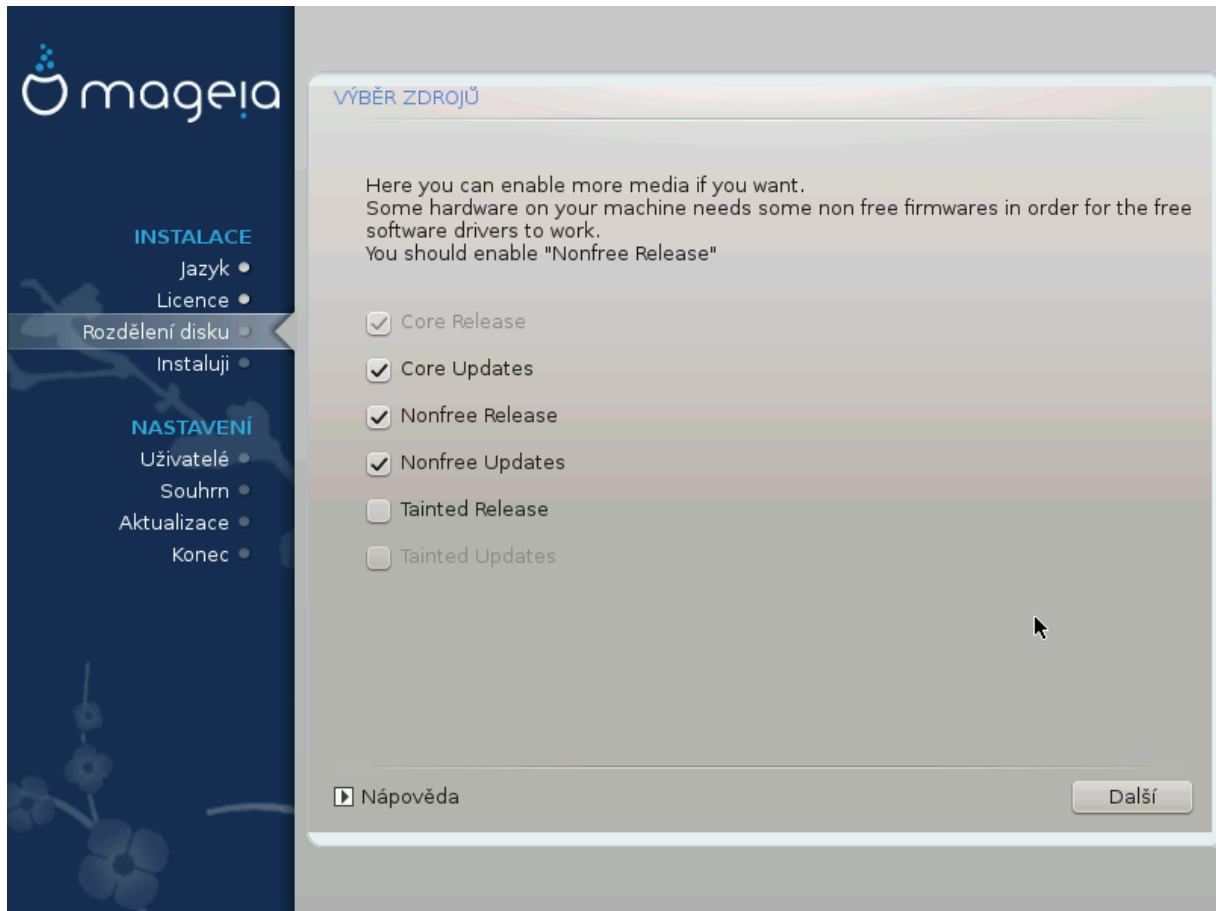 mageia
INSTALACE
Jazyk
Licence
Rozdělení disku
Instaluji
NASTAVENÍ
Uživatelé
Souhrn
Aktualizace
Konec
VÝBĚR ZDROJŮ
Here you can enable more media if you want.
Some hardware on your machine needs some non free firmwares in order for the free
software drivers to work.
You should enable "Nonfree Release"
Core Release
Core Updates
Nonfree Release
Nonfree Updates
Tainted Release
Tainted Updates
Nápověda
Další